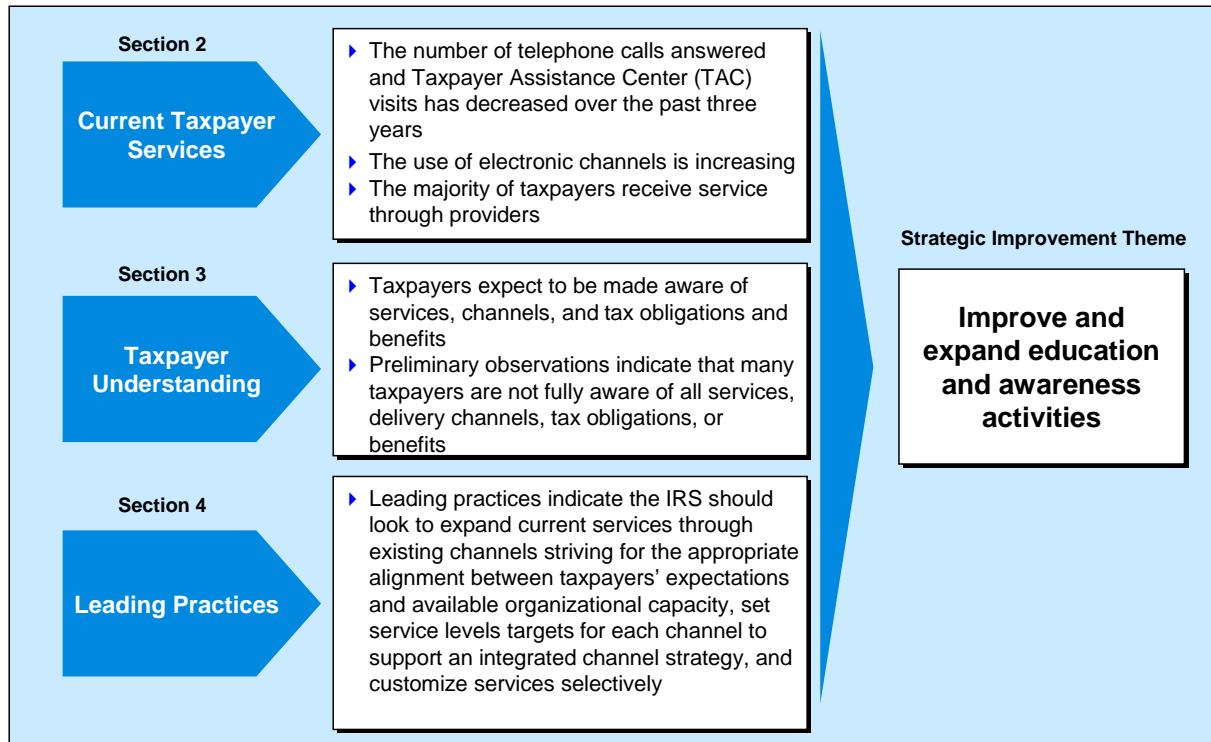 Section 2
Current Taxpayer
Services
The number of telephone calls answered
and Taxpayer Assistance Center (TAC)
visits has decreased over the past three
years
The use of electronic channels is increasing
The majority of taxpayers receive service
through providers
Section 3
Taxpayer
Understanding
Taxpayers expect to be made aware of
services, channels, and tax obligations and
benefits
Preliminary observations indicate that many
taxpayers are not fully aware of all services,
delivery channels, tax obligations, or
benefits
Section 4
Leading Practices
Leading practices indicate the IRS should
look to expand current services through
existing channels striving for the appropriate
alignment between taxpayers’ expectations
and available organizational capacity, set
service levels targets for each channel to
support an integrated channel strategy, and
customize services selectively
Strategic Improvement Theme
Improve and
expand education
and awareness
activities